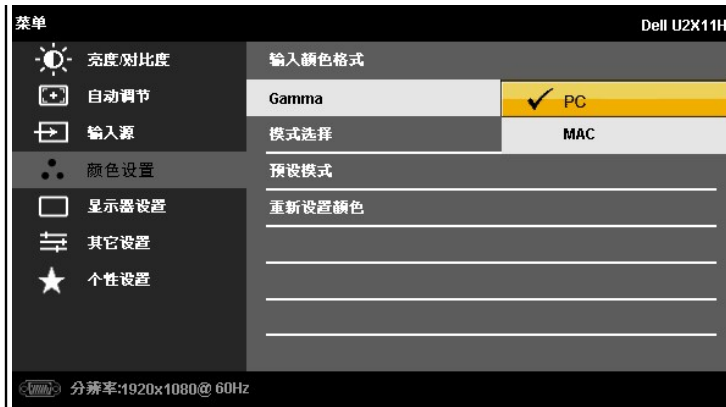 菜单
Dell U2X11H
亮度/对比度
自动调节
输入源
颜色设置
显示器设置
其它设置
个性设置
输入颜色格式
Gamma
模式选择
预设模式
重新设置颜色
PC
MAC
分辨率:1920x1080@ 60Hz